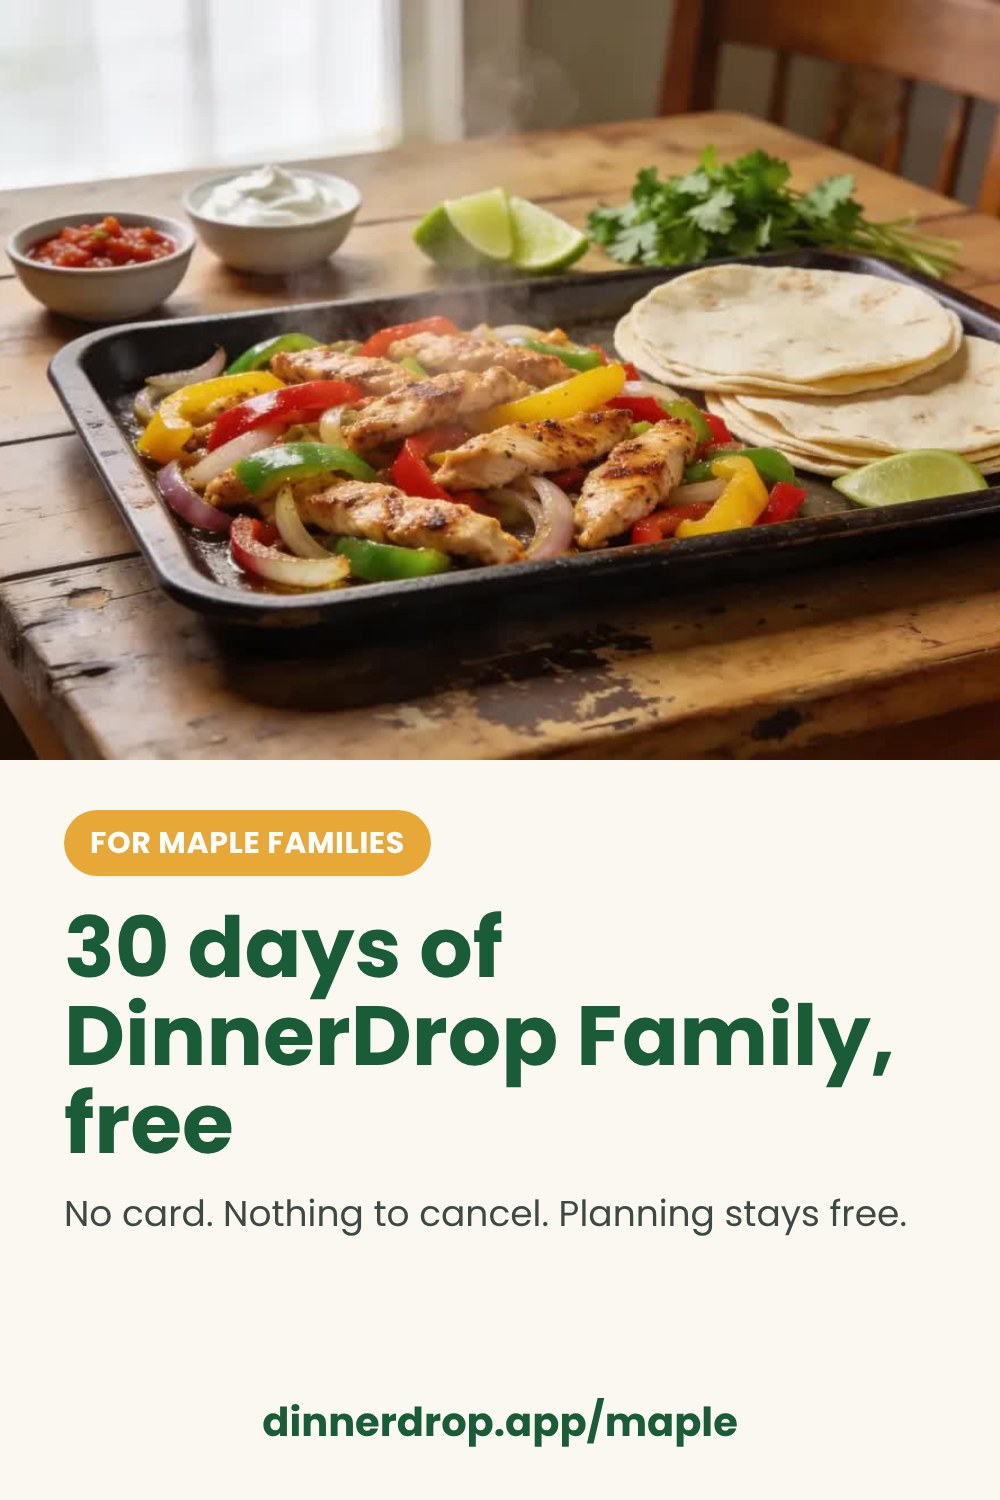 FOR MAPLE FAMILIES
30 days of
DinnerDrop Family,
free
No card. Nothing to cancel. Planning stays free.
dinnerdrop.app/maple